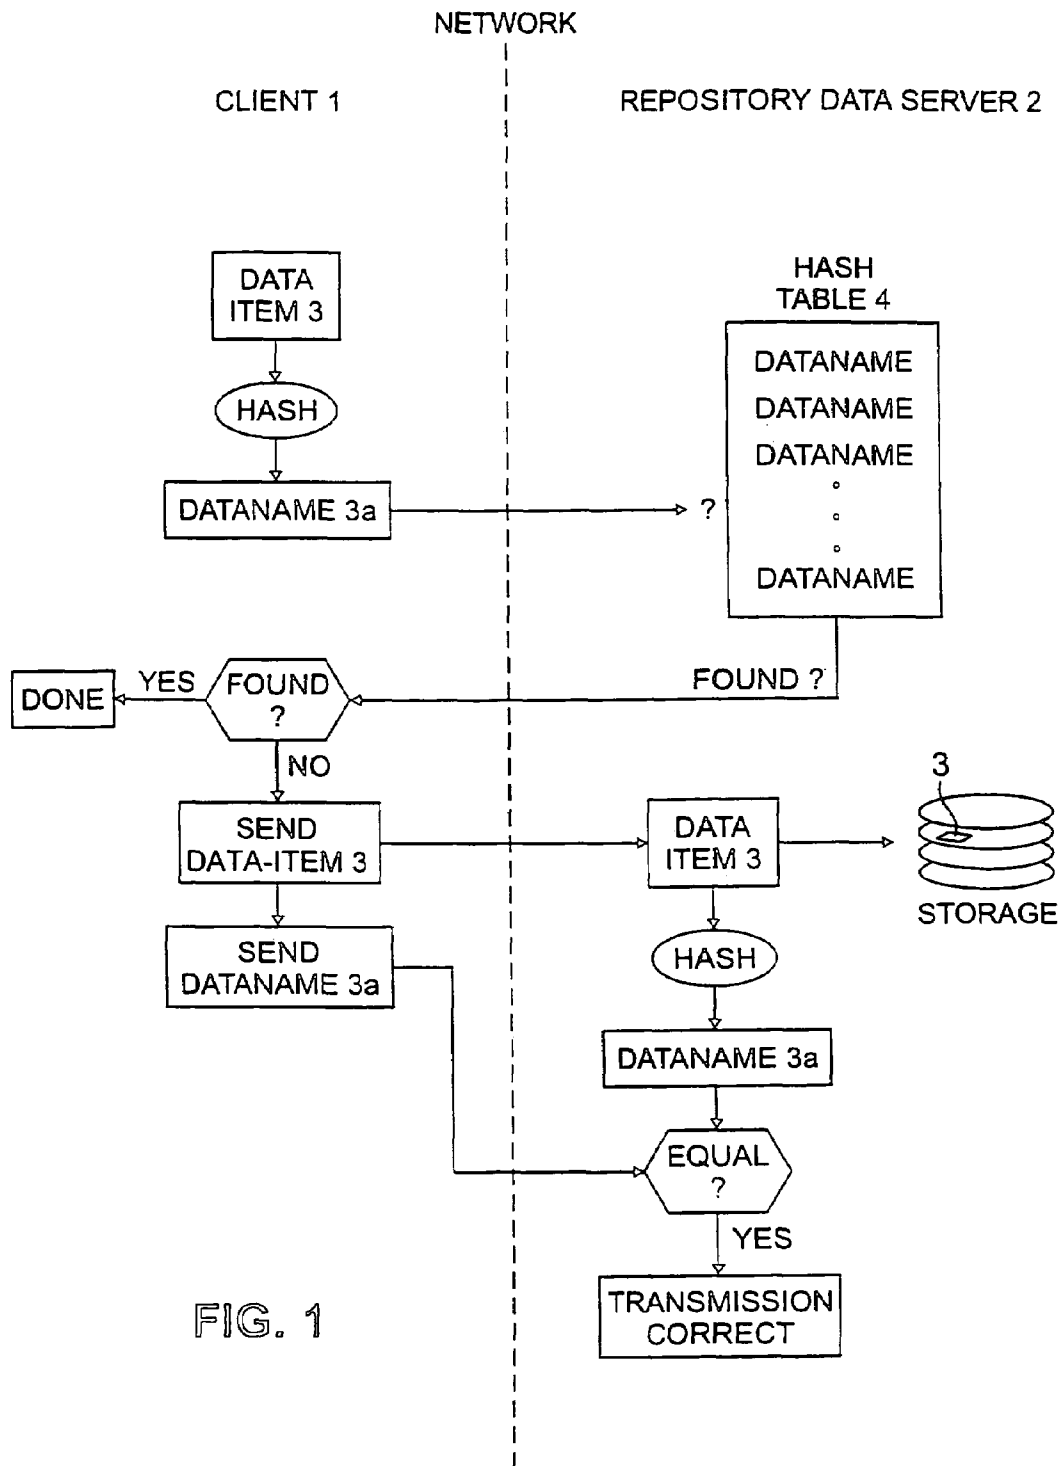 NETWORK
CLIENT 1
REPOSITORY DATA SERVER 2
DATA
ITEM 3
HASH
DATANAME 3a
?
HASH
TABLE 4
DATANAME
DATANAME
DATANAME
DATANAME
FOUND ?
FOUND
?
YES
DONE
NO
SEND
DATA-ITEM 3
SEND
DATANAME 3a
DATA
ITEM 3
3
STORAGE
HASH
DATANAME 3a
EQUAL
?
YES
TRANSMISSION
CORRECT
FIG. 1